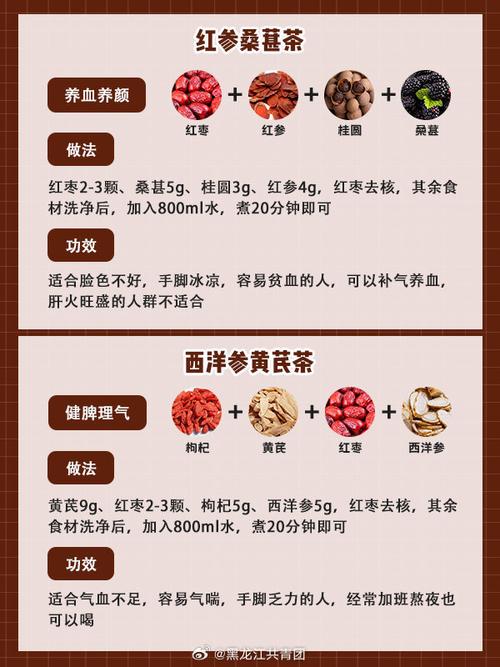 红参桑葚茶
养血养颜
红枣
红参
桂圆
桑葚
做法
红枣2-3颗、桑葚5g、桂圆3g、红参4g，红枣去核，其余食
材洗净后，加入800ml水，煮20分钟即可
功效
适合脸色不好，手脚冰凉，容易贫血的人，可以补气养血，
肝火旺盛的人群不适合
西洋参黄芪茶
健脾理气
枸杞
黄芪
红枣
西洋参
做法
黄芪9g、红枣2-3颗、枸杞5g、西洋参5g，红枣去核，其余
食材洗净后，加入800ml水，煮20分钟即可
功效
适合气血不足，容易气喘，手脚乏力的人，经常加班熬夜也
可以喝
@黑龙江共青团